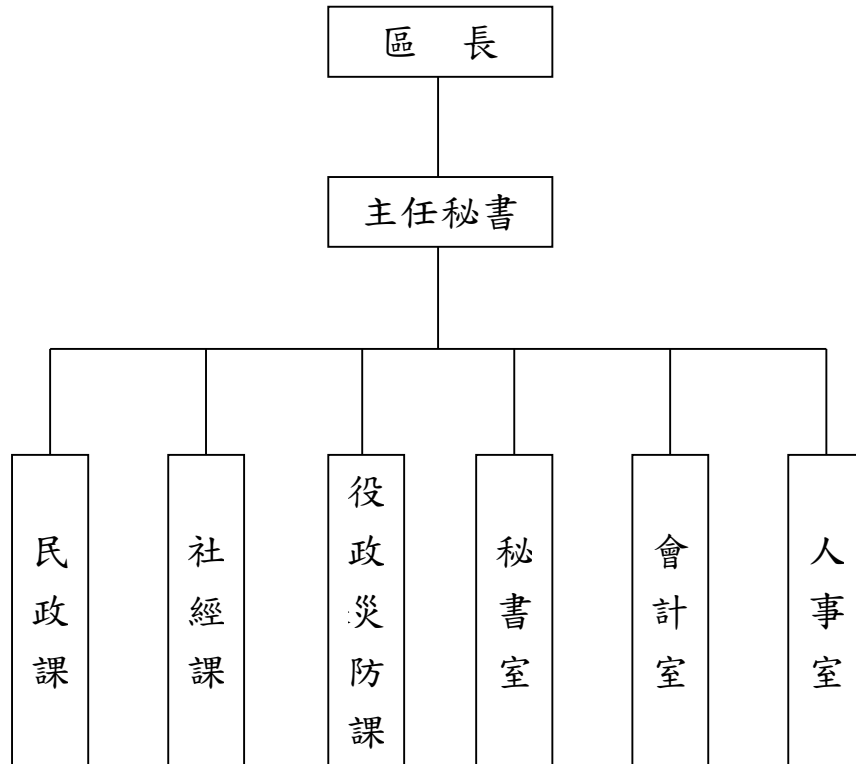 區 長
主任秘書
民政課
社經課
役政災防課
秘書室
會計室
人事室